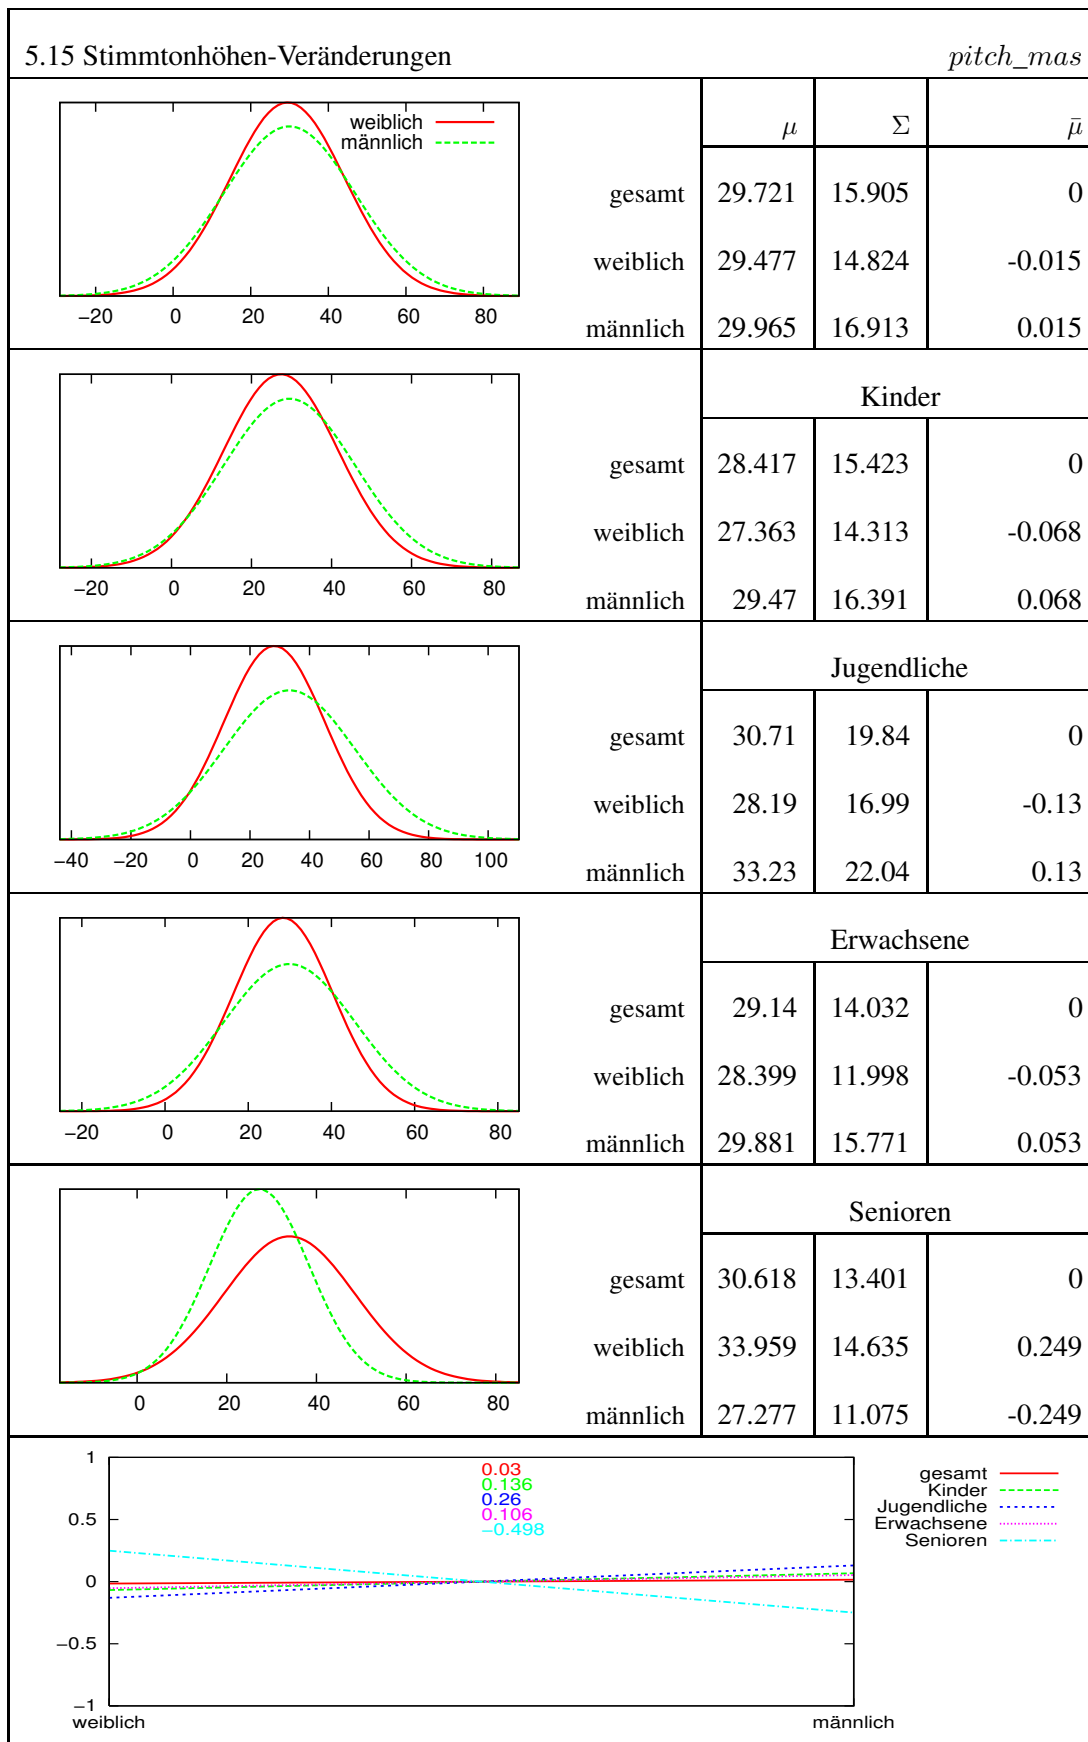 5.15 Stimmtonhöhen-Veränderungen pitch_mas
weiblich
männlich
−20 0 20 40 60 80
μ Σ μ̄
gesamt 29.721 15.905 0
weiblich 29.477 14.824 -0.015
männlich 29.965 16.913 0.015
−20 0 20 40 60 80
Kinder
gesamt 28.417 15.423 0
weiblich 27.363 14.313 -0.068
männlich 29.47 16.391 0.068
−40 −20 0 20 40 60 80 100
Jugendliche
gesamt 30.71 19.84 0
weiblich 28.19 16.99 -0.13
männlich 33.23 22.04 0.13
−20 0 20 40 60 80
Erwachsene
gesamt 29.14 14.032 0
weiblich 28.399 11.998 -0.053
männlich 29.881 15.771 0.053
0 20 40 60 80
Senioren
gesamt 30.618 13.401 0
weiblich 33.959 14.635 0.249
männlich 27.277 11.075 -0.249
1
0.5
0
−0.5
−1
weiblich männlich
0.03
0.136
0.26
0.106
−0.498
gesamt
Kinder
Jugendliche
Erwachsene
Senioren